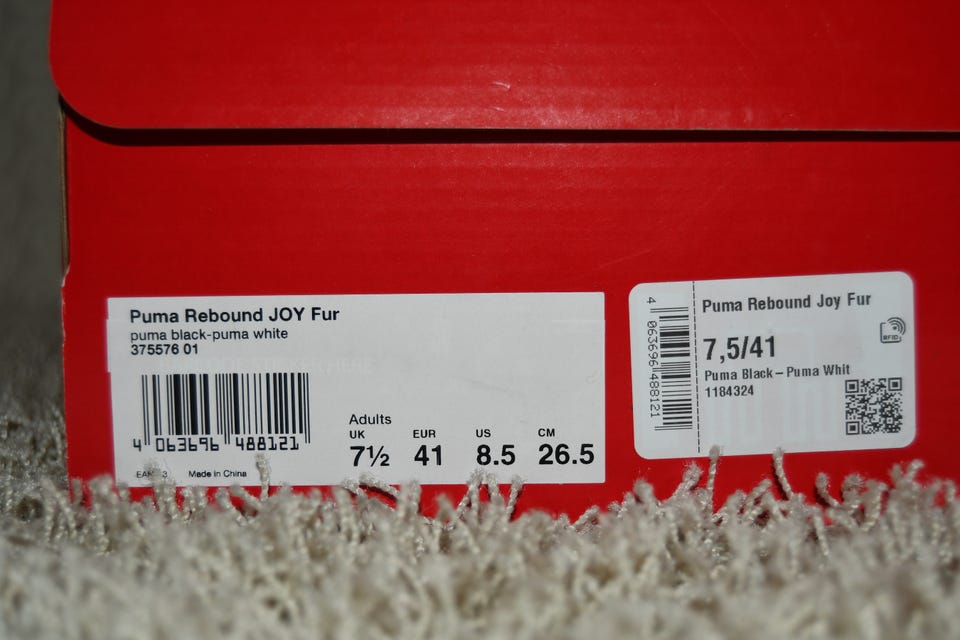 Puma Rebound JOY Fur
puma black-puma white
375576 01
4 063696 488121
EAN13 Made in China
Adults
UK EUR US CM
7½ 41 8.5 26.5
4 063696 488121
Puma Rebound Joy Fur
RFID
7,5/41
Puma Black – Puma Whit
1184324